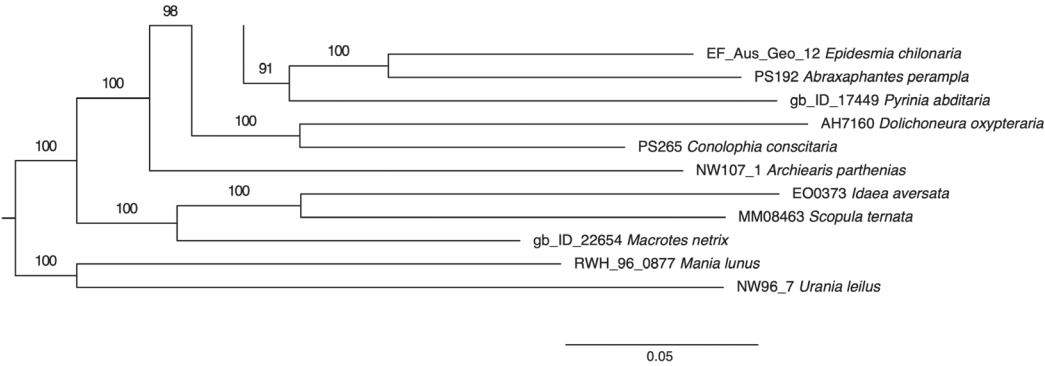 98
100
EF_Aus_Geo_12 Epidesmia chilonaria
91
100
PS192 Abraxaphantes perampla
gb_ID_17449 Pyrinia abditaria
100
AH7160 Dolichoneura oxypteraria
100
PS265 Conolophia conscitaria
NW107_1 Archiearis parthenias
100
EO0373 Idaea aversata
100
MM08463 Scopula ternata
gb_ID_22654 Macrotes netrix
100
RWH_96_0877 Mania lunus
NW96_7 Urania leilus
0.05